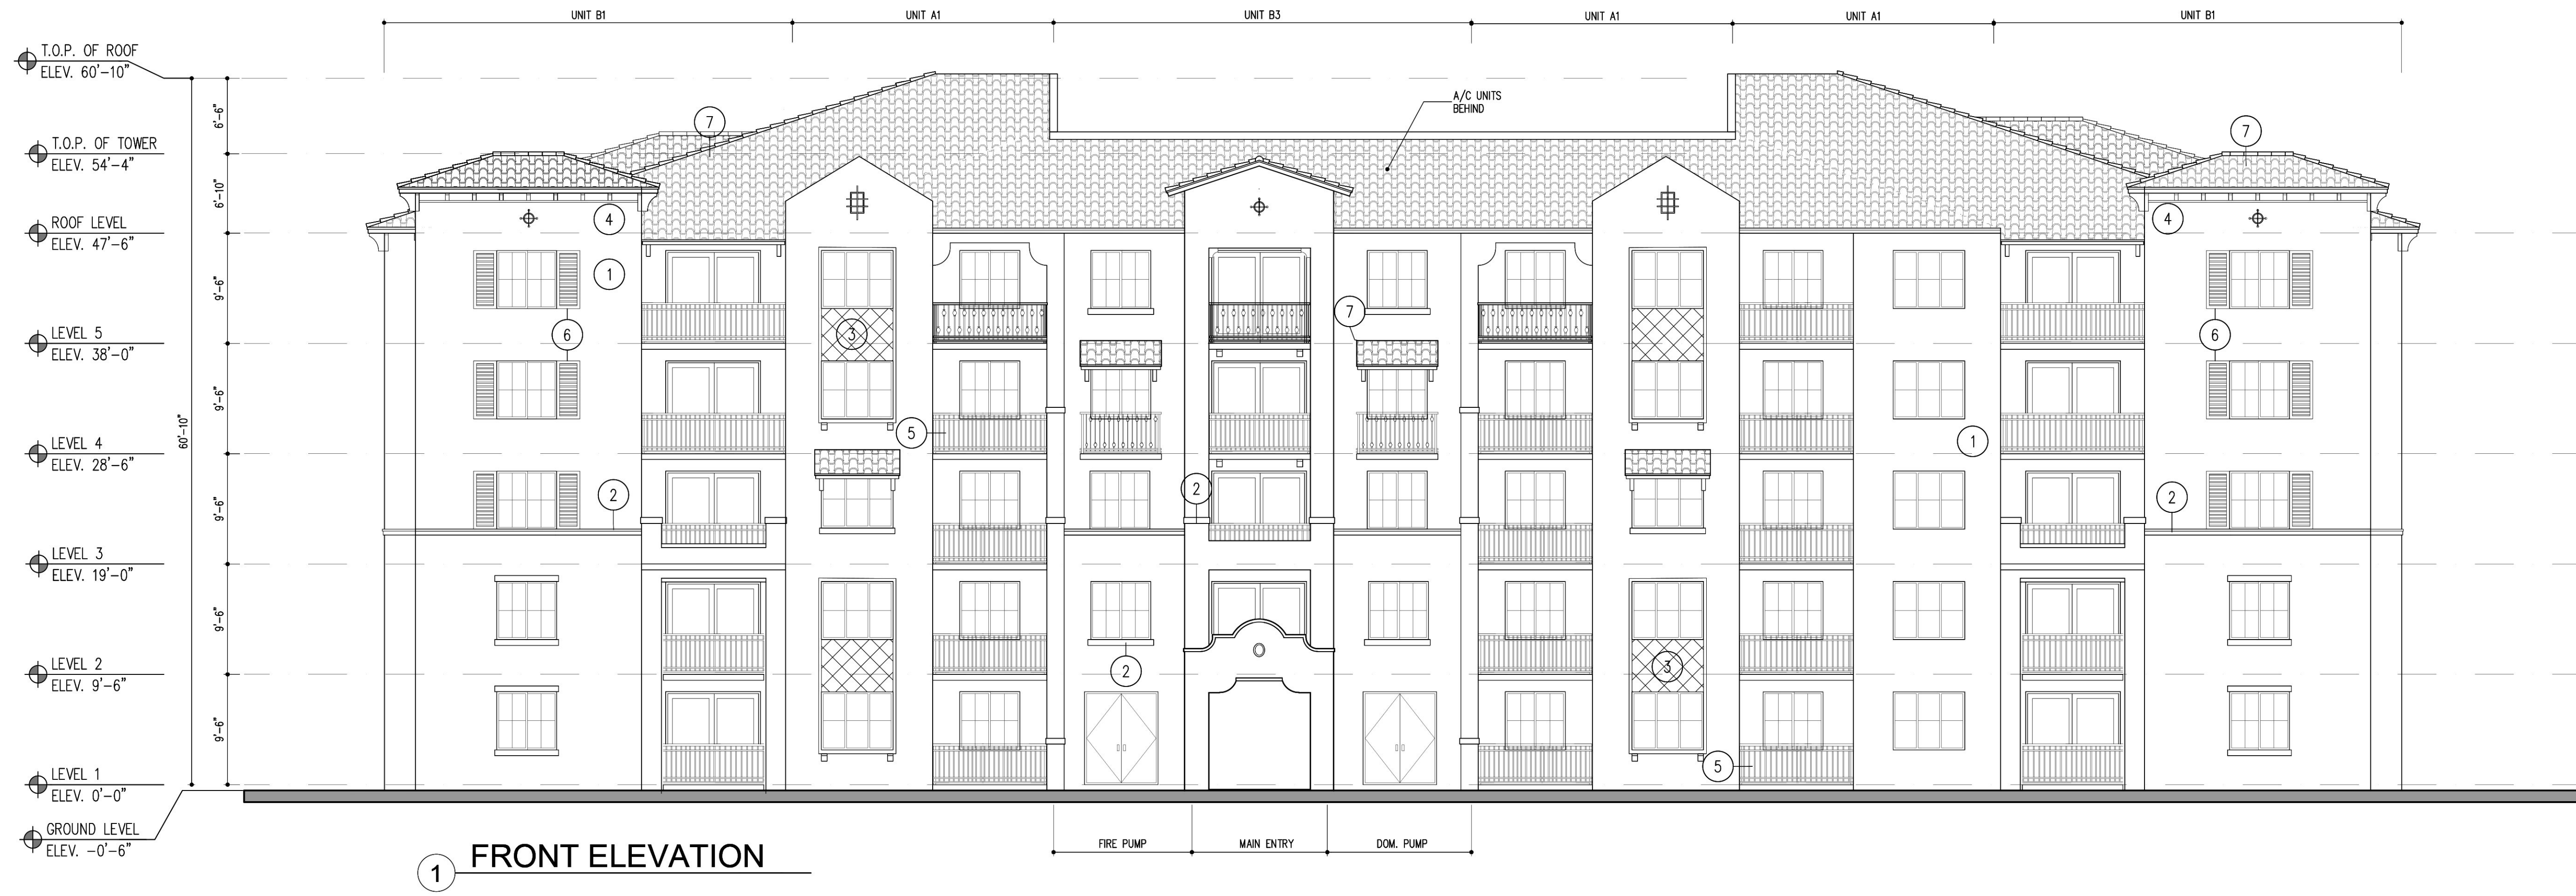 UNIT B1
UNIT A1
UNIT B3
UNIT A1
UNIT A1
UNIT B1
T.O.P. OF ROOF
ELEV. 60'-10"
T.O.P. OF TOWER
ELEV. 54'-4"
ROOF LEVEL
ELEV. 47'-6"
LEVEL 5
ELEV. 38'-0"
LEVEL 4
ELEV. 28'-6"
LEVEL 3
ELEV. 19'-0"
LEVEL 2
ELEV. 9'-6"
LEVEL 1
ELEV. 0'-0"
GROUND LEVEL
ELEV. -0'-6"
60'-10"
6'-6"
6'-10"
9'-6"
9'-6"
9'-6"
9'-6"
9'-6"
A/C UNITS
BEHIND
7
7
4
4
1
6
3
7
6
5
1
2
2
2
2
3
5
FIRE PUMP
MAIN ENTRY
DOM. PUMP
1
FRONT ELEVATION